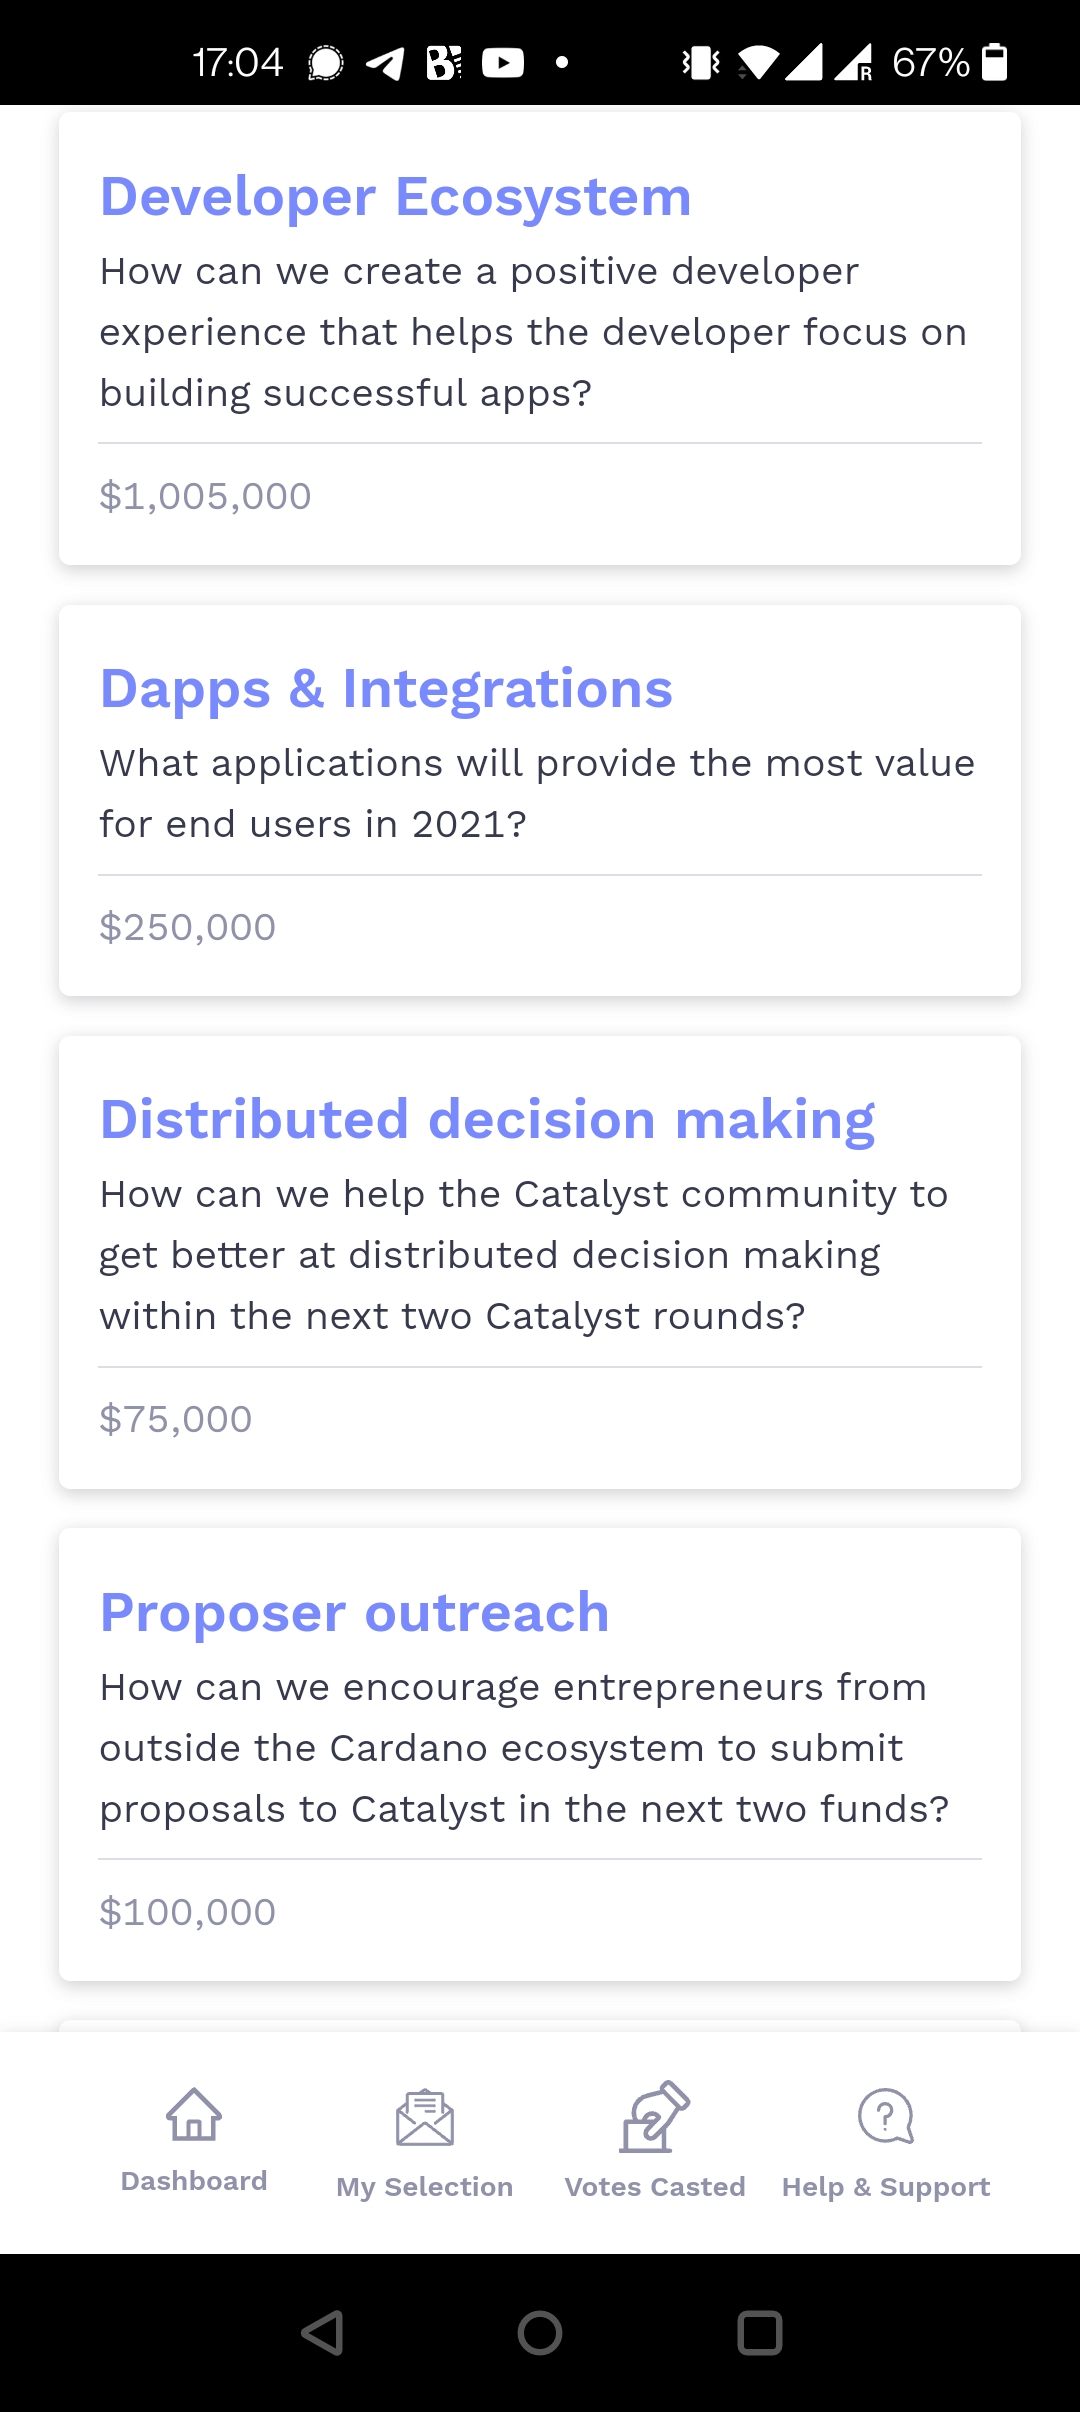 17:04 67%
R
Developer Ecosystem
How can we create a positive developer
experience that helps the developer focus on
building successful apps?
$1,005,000
Dapps & Integrations
What applications will provide the most value
for end users in 2021?
$250,000
Distributed decision making
How can we help the Catalyst community to
get better at distributed decision making
within the next two Catalyst rounds?
$75,000
Proposer outreach
How can we encourage entrepreneurs from
outside the Cardano ecosystem to submit
proposals to Catalyst in the next two funds?
$100,000
Dashboard My Selection Votes Casted Help & Support